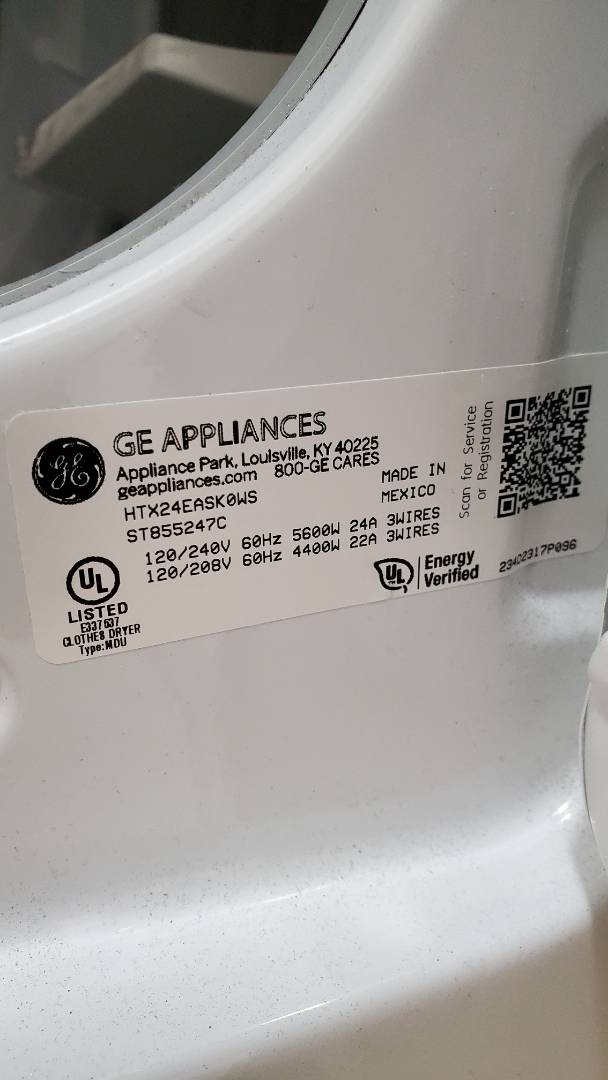 GE
GE APPLIANCES
Appliance Park, Louisville, KY 40225
geappliances.com 800-GE CARES
HTX24EASK0WS
MADE IN
MEXICO
ST855247C
120/240V 60Hz 5600W 24A 3WIRES
120/208V 60Hz 4400W 22A 3WIRES
UL
LISTED
E337637
CLOTHES DRYER
Type:MDU
UL
Energy
Verified
Scan for Service
or Registration